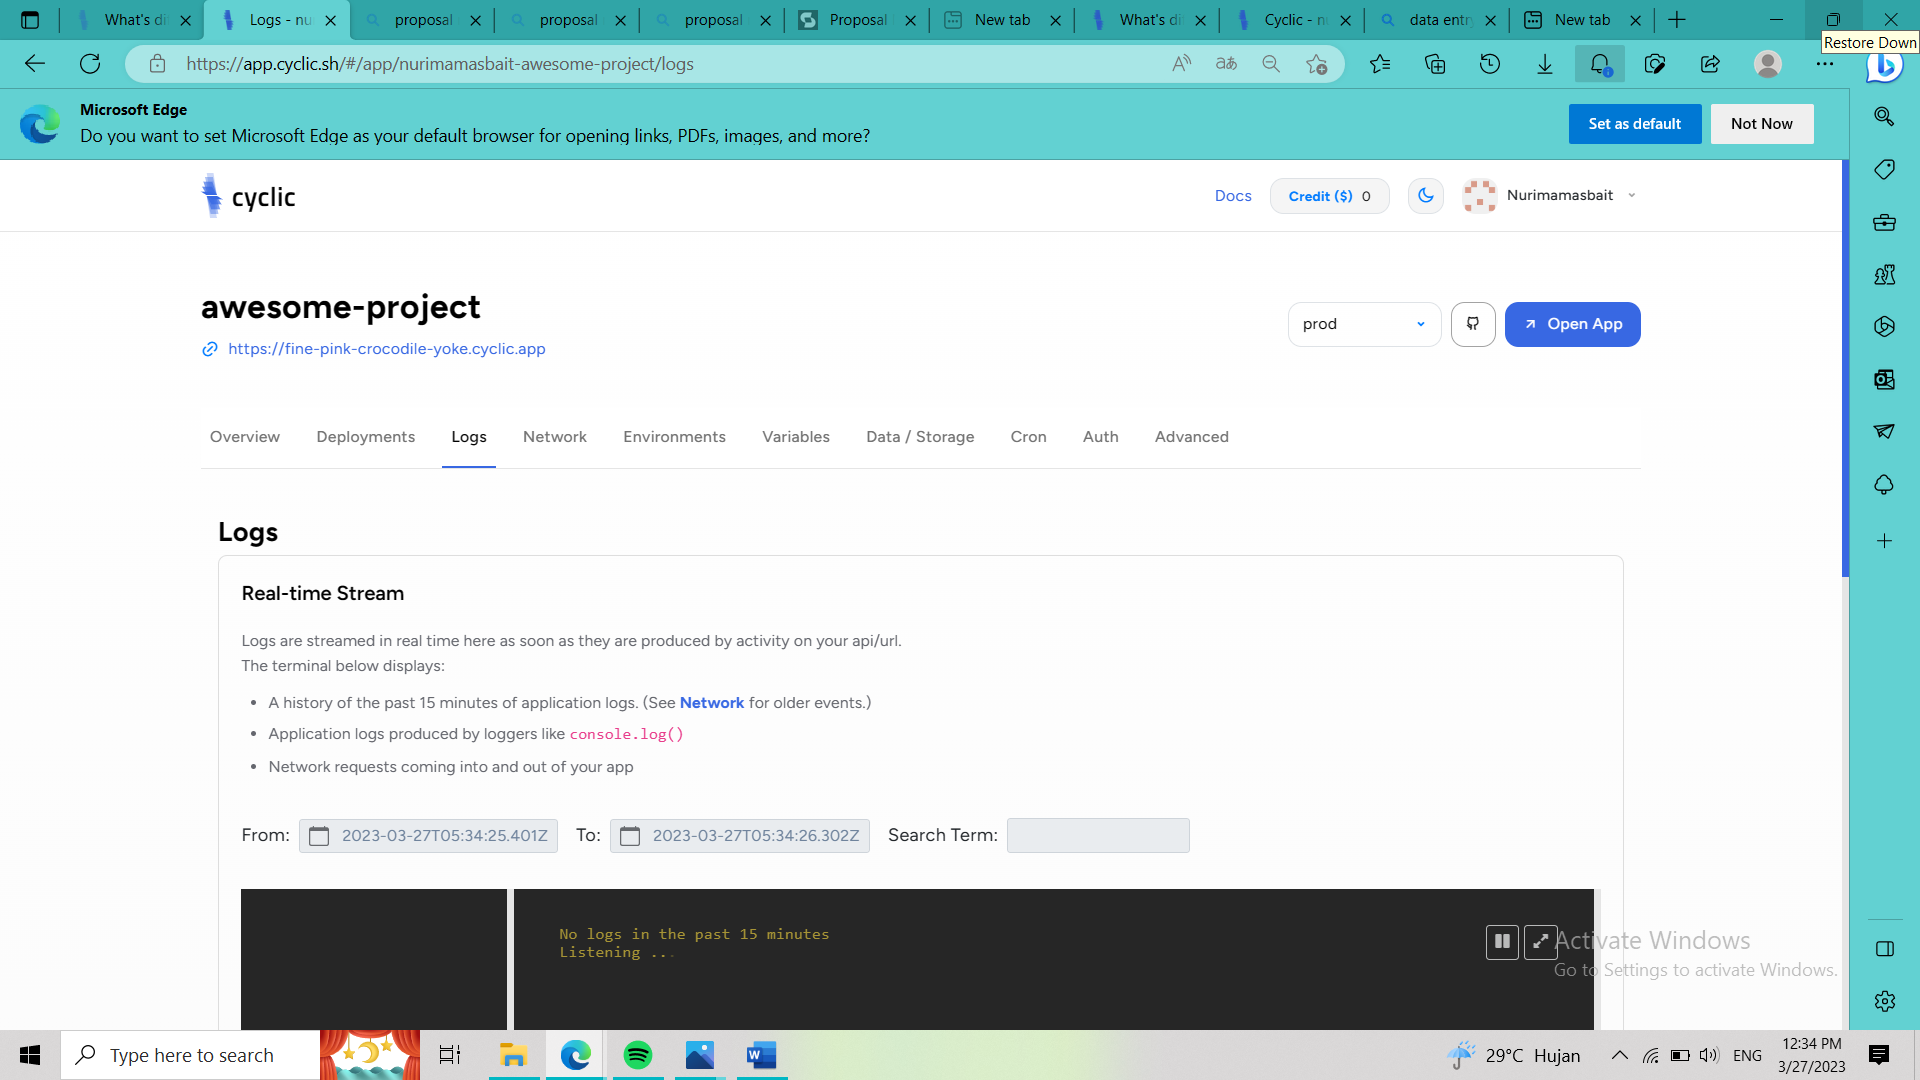 What's di
Logs - nu
proposal
proposal
proposal
Proposal
New tab
What's di
Cyclic - n
data entr
New tab
Restore Down
https://app.cyclic.sh/#/app/nurimamasbait-awesome-project/logs
Microsoft Edge
Do you want to set Microsoft Edge as your default browser for opening links, PDFs, images, and more?
Set as default
Not Now
cyclic
Docs
Credit ($) 0
Nurimamasbait
awesome-project
https://fine-pink-crocodile-yoke.cyclic.app
prod
Open App
Overview
Deployments
Logs
Network
Environments
Variables
Data / Storage
Cron
Auth
Advanced
Logs
Real-time Stream
Logs are streamed in real time here as soon as they are produced by activity on your api/url.
The terminal below displays:
• A history of the past 15 minutes of application logs. (See Network for older events.)
• Application logs produced by loggers like console.log()
• Network requests coming into and out of your app
From: 2023-03-27T05:34:25.401Z To: 2023-03-27T05:34:26.302Z Search Term:
No logs in the past 15 minutes
Listening ...
Activate Windows
Go to Settings to activate Windows.
Type here to search
29°C Hujan
ENG
12:34 PM
3/27/2023